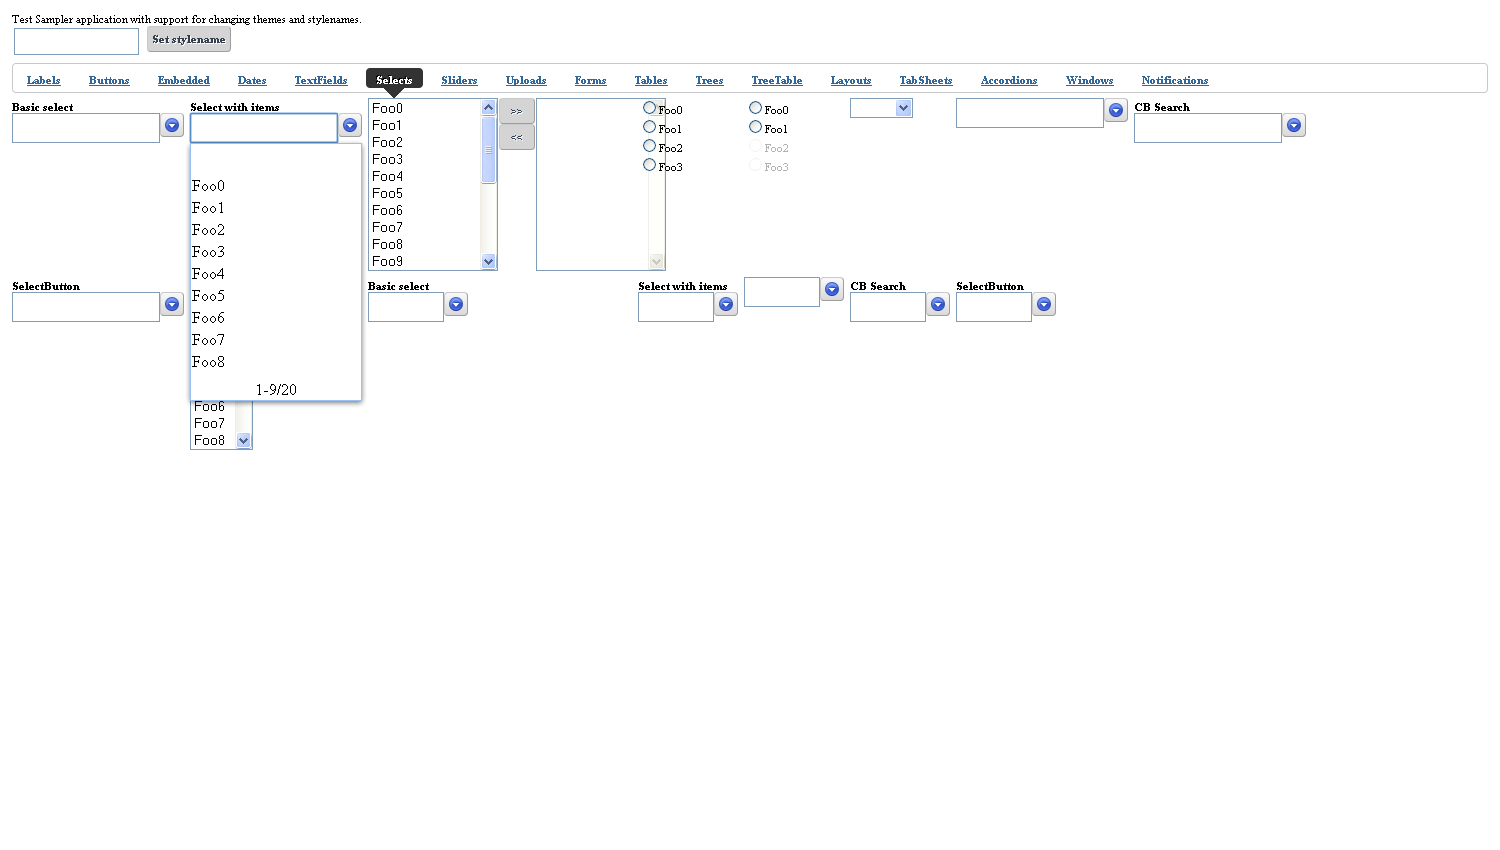 Test Sampler application with support for changing themes and stylenames.
Set stylename
Labels Buttons Embedded Dates TextFields Selects Sliders Uploads Forms Tables Trees TreeTable Layouts TabSheets Accordions Windows Notifications
Basic select
Select with items
Foo0
Foo1
Foo2
Foo3
Foo4
Foo5
Foo6
Foo7
Foo8
1-9/20
Foo0
Foo1
Foo2
Foo3
Foo4
Foo5
Foo6
Foo7
Foo8
Foo9
>>
<<
Foo0
Foo1
Foo2
Foo3
Foo0
Foo1
Foo2
Foo3
CB Search
SelectButton
Foo6
Foo7
Foo8
Basic select
Select with items
CB Search
SelectButton